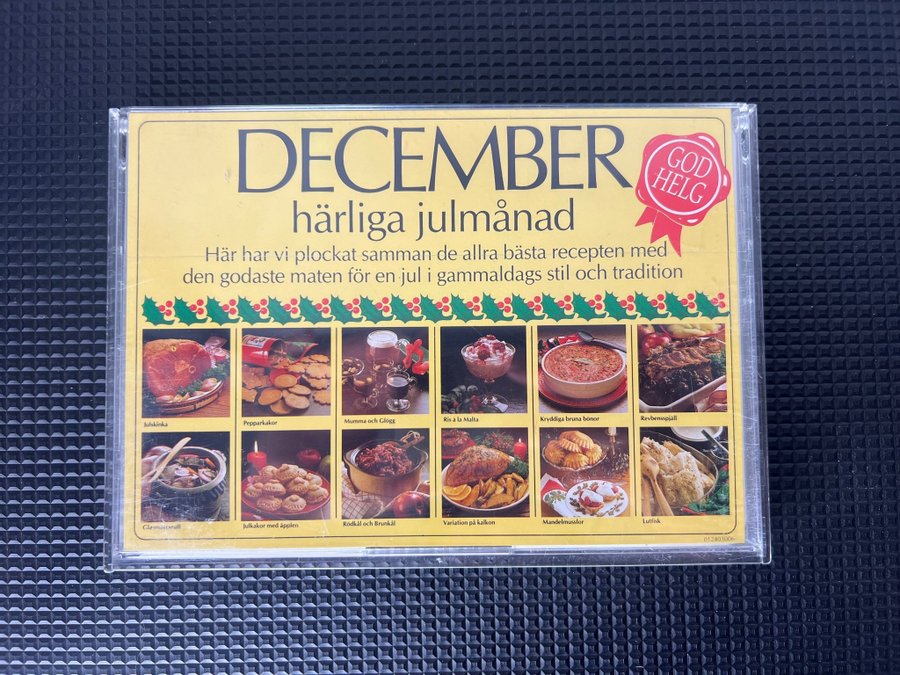 DECEMBER
GOD
HELG
härliga julmånad
Här har vi plockat samman de allra bästa recepten med
den godaste maten för en jul i gammaldags stil och tradition
Julskinka
Pepparkakor
Mumma och Glögg
Ris à la Malta
Kryddiga bruna bönor
Revbensspjäll
Glasmästarsill
Julkakor med äpplen
Rödkål och Brunkål
Variation på kalkon
Mandelmusslor
Lutfisk